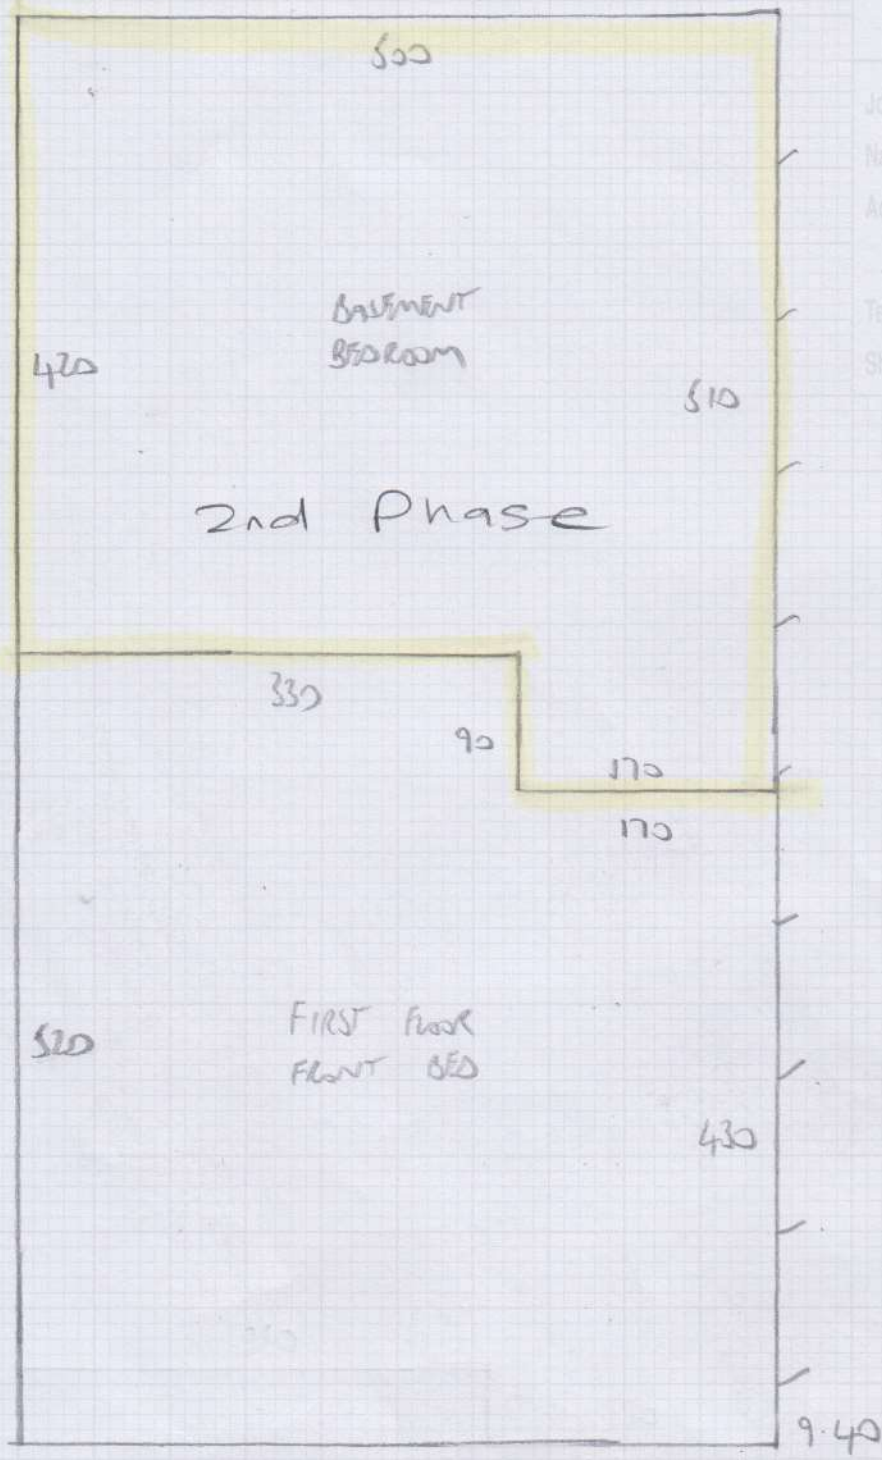 500
BASEMENT
BEDROOM
420
510
2nd Phase
330
90
170
170
FIRST FLOOR
FRONT BED
520
430
9.40